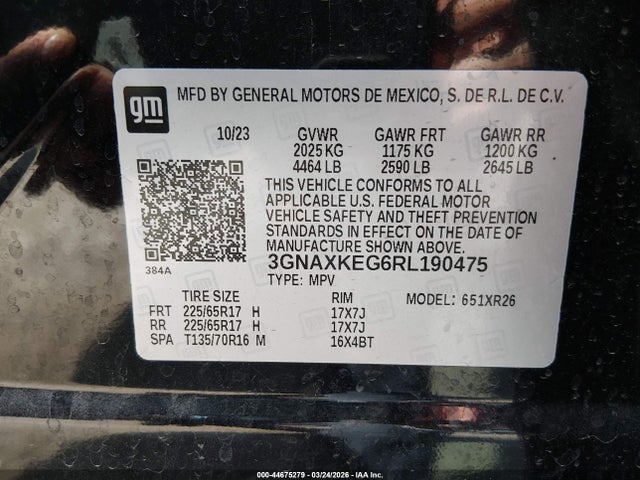 gm
MFD BY GENERAL MOTORS DE MEXICO, S. DE R.L. DE C.V.
10/23 GVWR GAWR FRT GAWR RR
2025 KG 1175 KG 1200 KG
4464 LB 2590 LB 2645 LB
THIS VEHICLE CONFORMS TO ALL
APPLICABLE U.S. FEDERAL MOTOR
VEHICLE SAFETY AND THEFT PREVENTION
STANDARDS IN EFFECT ON THE DATE OF
MANUFACTURE SHOWN ABOVE.
384A
3GNAXKEG6RL190475
TYPE: MPV
TIRE SIZE RIM MODEL: 651XR26
FRT 225/65R17 H 17X7J
RR 225/65R17 H 17X7J
SPA T135/70R16 M 16X4BT
000-44675279 - 03/24/2026 - IAA Inc.